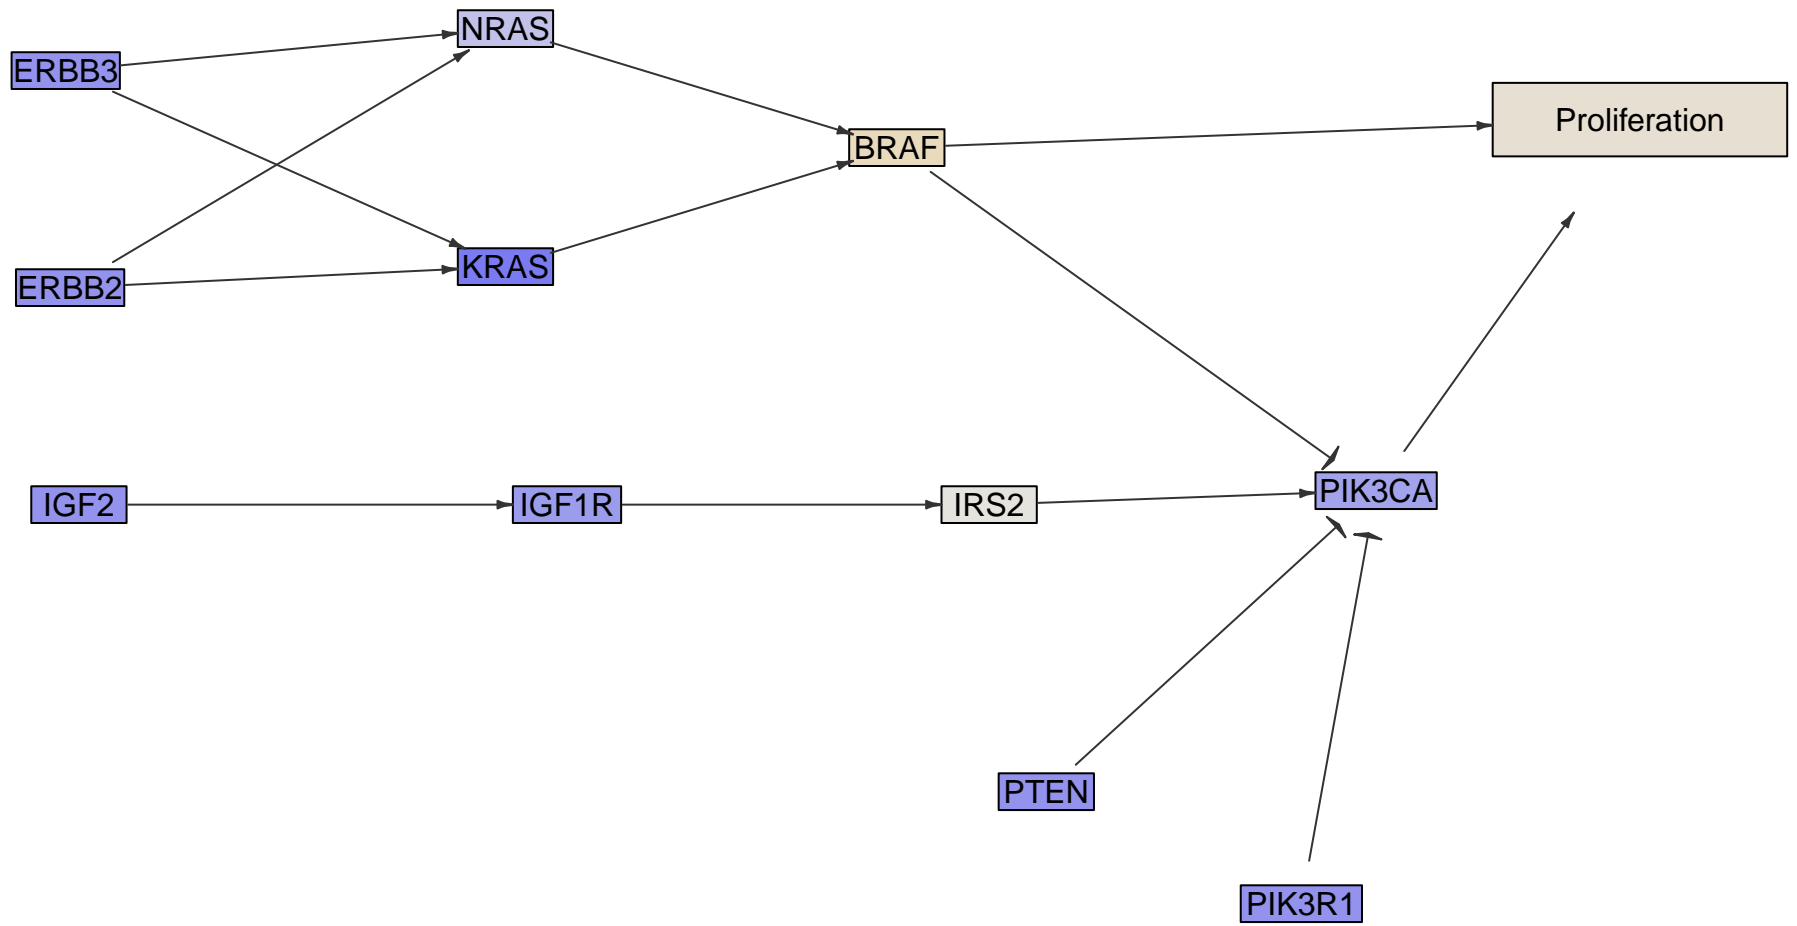 NRAS
ERBB3
Proliferation
BRAF
KRAS
ERBB2
IGF2
IGF1R
IRS2
PIK3CA
PTEN
PIK3R1